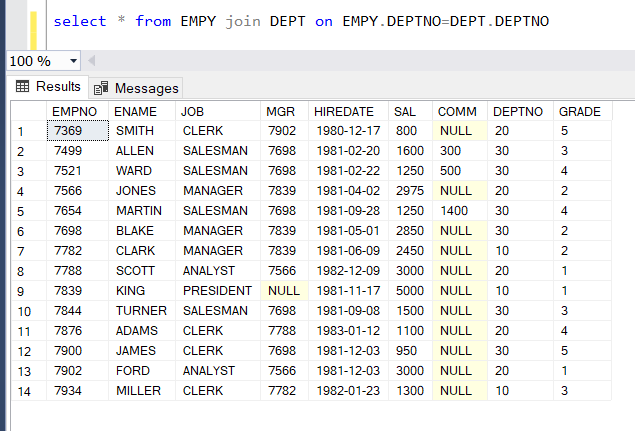 select * from EMPY join DEPT on EMPY.DEPTNO=DEPT.DEPTNO
100 %
Results Messages
EMPNO ENAME JOB MGR HIREDATE SAL COMM DEPTNO GRADE
1 7369 SMITH CLERK 7902 1980-12-17 800 NULL 20 5
2 7499 ALLEN SALESMAN 7698 1981-02-20 1600 300 30 3
3 7521 WARD SALESMAN 7698 1981-02-22 1250 500 30 4
4 7566 JONES MANAGER 7839 1981-04-02 2975 NULL 20 2
5 7654 MARTIN SALESMAN 7698 1981-09-28 1250 1400 30 4
6 7698 BLAKE MANAGER 7839 1981-05-01 2850 NULL 30 2
7 7782 CLARK MANAGER 7839 1981-06-09 2450 NULL 10 2
8 7788 SCOTT ANALYST 7566 1982-12-09 3000 NULL 20 1
9 7839 KING PRESIDENT NULL 1981-11-17 5000 NULL 10 1
10 7844 TURNER SALESMAN 7698 1981-09-08 1500 NULL 30 3
11 7876 ADAMS CLERK 7788 1983-01-12 1100 NULL 20 4
12 7900 JAMES CLERK 7698 1981-12-03 950 NULL 30 5
13 7902 FORD ANALYST 7566 1981-12-03 3000 NULL 20 1
14 7934 MILLER CLERK 7782 1982-01-23 1300 NULL 10 3